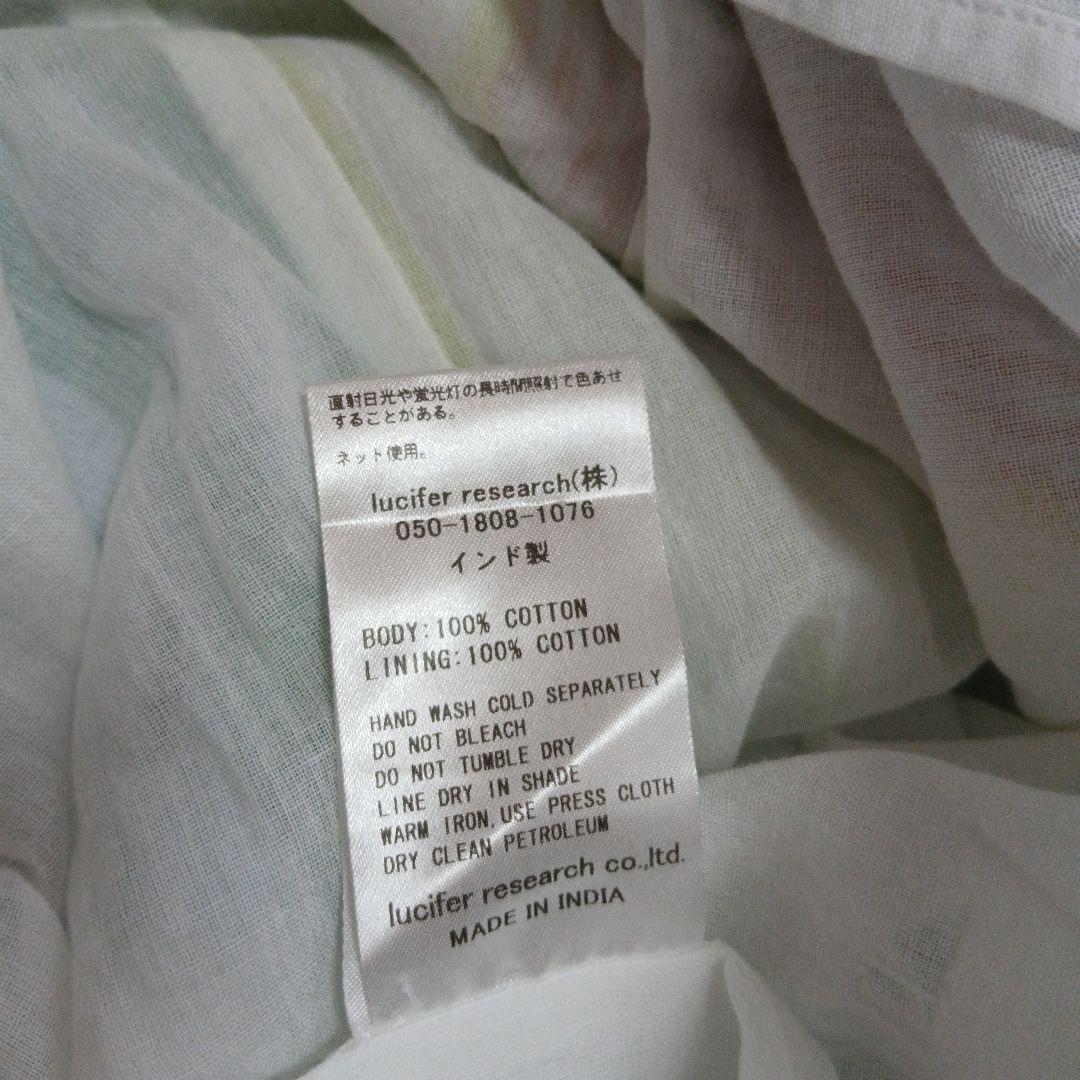 直射日光や蛍光灯の長時間照射で色あせ
することがある。
ネット使用。
lucifer research(株)
050-1808-1076
インド製
BODY:100% COTTON
LINING:100% COTTON
HAND WASH COLD SEPARATELY
DO NOT BLEACH
DO NOT TUMBLE DRY
LINE DRY IN SHADE
WARM IRON,USE PRESS CLOTH
DRY CLEAN PETROLEUM
lucifer research co.,ltd.
MADE IN INDIA